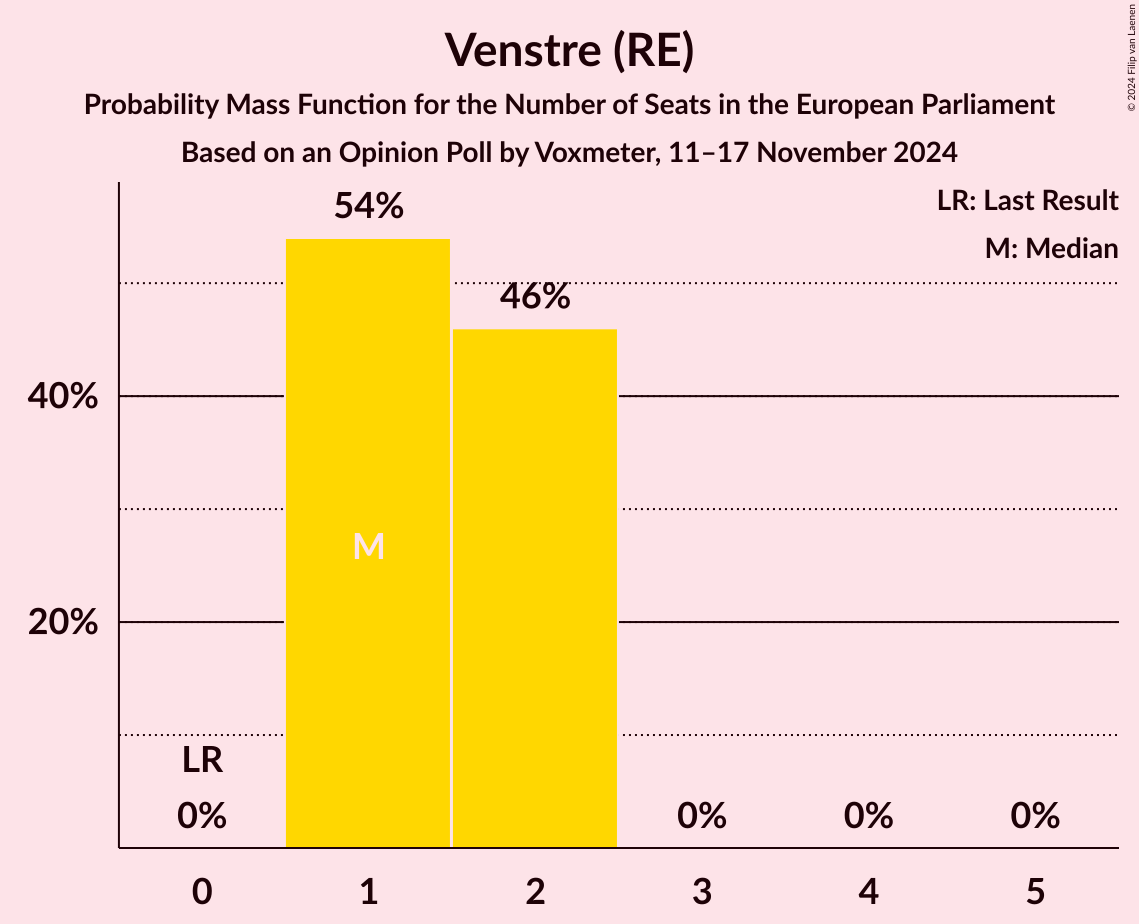 Venstre (RE)
Probability Mass Function for the Number of Seats in the European Parliament
Based on an Opinion Poll by Voxmeter, 11–17 November 2024
© 2024 Filip van Laenen
LR: Last Result
M: Median
54%
46%
40%
M
20%
LR
0%
0%
0%
0%
0
1
2
3
4
5